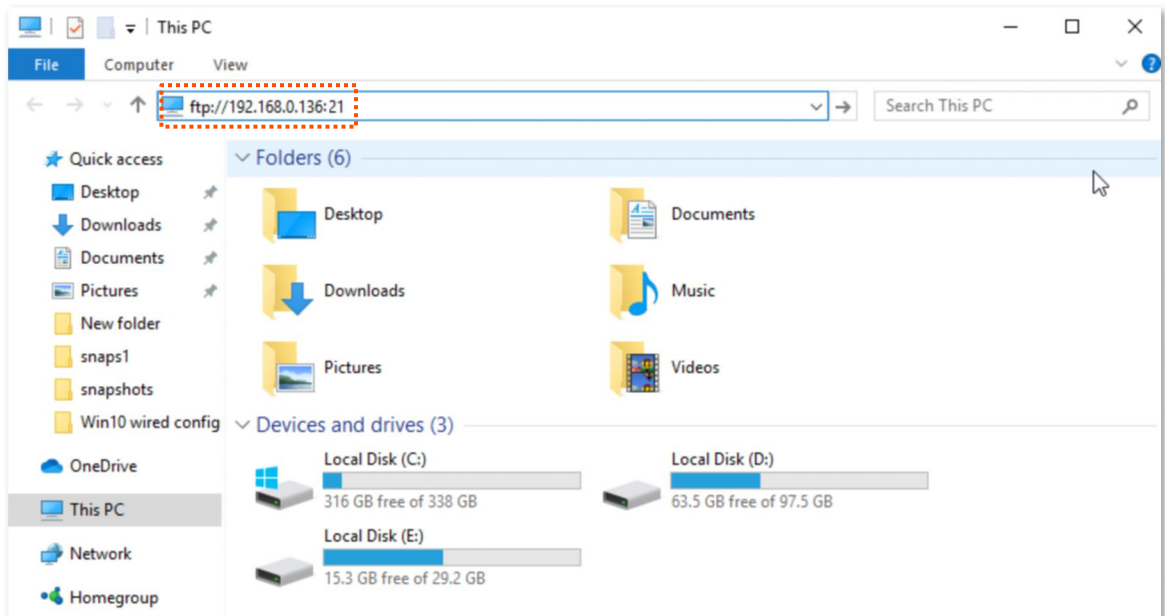 This PC
File Computer View
ftp://192.168.0.136:21
Search This PC
Quick access
Desktop
Downloads
Documents
Pictures
New folder
snaps1
snapshots
Win10 wired config
OneDrive
This PC
Network
Homegroup
Folders (6)
Desktop
Documents
Downloads
Music
Pictures
Videos
Devices and drives (3)
Local Disk (C:)
316 GB free of 338 GB
Local Disk (D:)
63.5 GB free of 97.5 GB
Local Disk (E:)
15.3 GB free of 29.2 GB